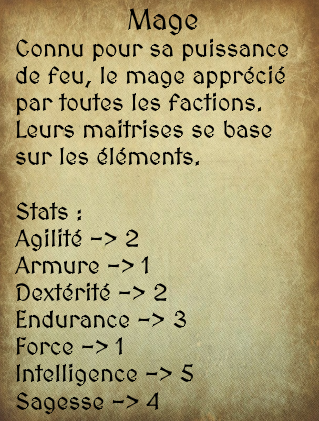 Mage
Connu pour sa puissance
de feu, le mage apprécié
par toutes les factions.
Leurs maitrises se base
sur les éléments.
Stats :
Agilité -> 2
Armure -> 1
Dextérité -> 2
Endurance -> 3
Force -> 1
Intelligence -> 5
Sagesse -> 4